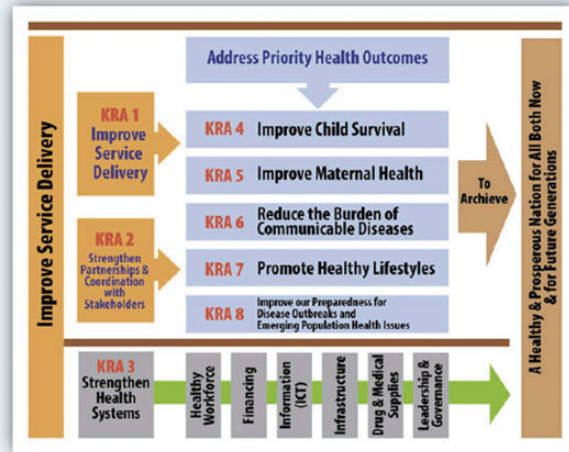 Improve Service Delivery
Address Priority Health Outcomes
KRA 1
Improve
Service
Delivery
KRA 2
Strengthen
Partnerships &
Coordination
with
Stakeholders
KRA 4 Improve Child Survival
KRA 5 Improve Maternal Health
KRA 6 Reduce the Burden of
Communicable Diseases
KRA 7 Promote Healthy Lifestyles
KRA 8 Improve our Preparedness for
Disease Outbreaks and
Emerging Population Health Issues
To
Archieve
A Healthy & Prosperous Nation for All Both Now
& for Future Generations
KRA 3
Strengthen
Health
Systems
Healthy
Workforce
Financing
Information
(ICT)
Infrastructure
Drug & Medical
Supplies
Leadership &
Governance